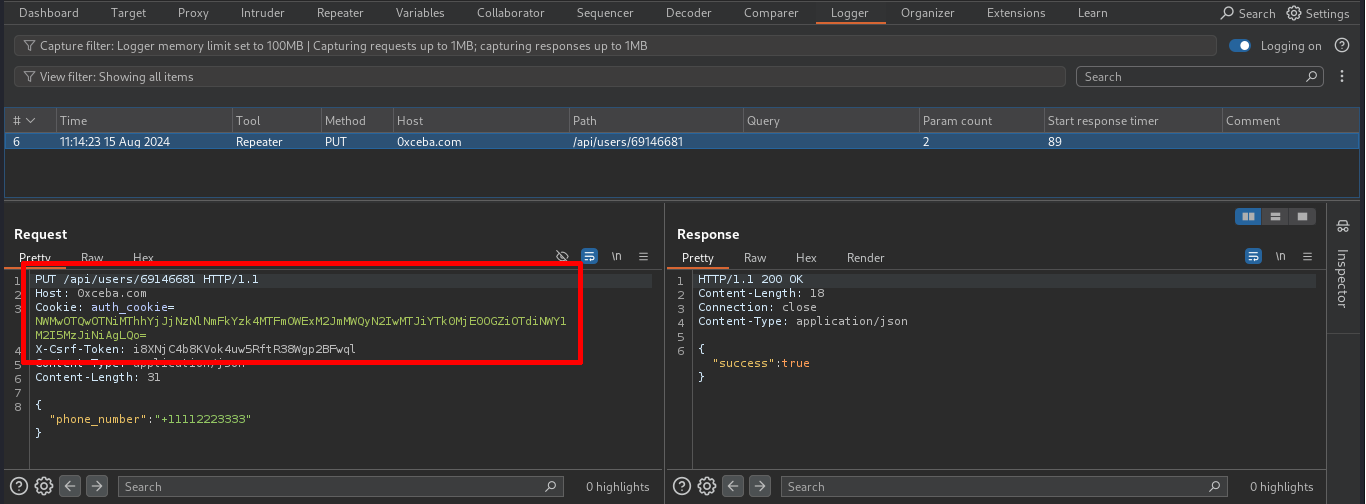 Dashboard Target Proxy Intruder Repeater Variables Collaborator Sequencer Decoder Comparer Logger Organizer Extensions Learn Search Settings
Capture filter: Logger memory limit set to 100MB | Capturing requests up to 1MB; capturing responses up to 1MB
Logging on
View filter: Showing all items
Search
# Time Tool Method Host Path Query Param count Start response timer Comment
6 11:14:23 15 Aug 2024 Repeater PUT 0xceba.com /api/users/69146681 2 89
Request
Pretty Raw Hex \n
1 PUT /api/users/69146681 HTTP/1.1
2 Host: 0xceba.com
3 Cookie: auth_cookie=
NWMwOTQwOTNiMThhYjJjNzNlNmFkYzk4MTFmOWExM2JmMWQyN2IwMTJiYTk0MjE0OGZiOTdiNWY1
M2I5MzJiNiAgLQo=
4 X-Csrf-Token: i8XNjC4b8KVok4uw5RftR38Wgp2BFwql
5 Content-Type: application/json
6 Content-Length: 31
7
8 {
"phone_number":"+11112223333"
}
Search
0 highlights
Response
Pretty Raw Hex Render \n
1 HTTP/1.1 200 OK
2 Content-Length: 18
3 Connection: close
4 Content-Type: application/json
5
6 {
"success":true
}
Search
0 highlights
Inspector